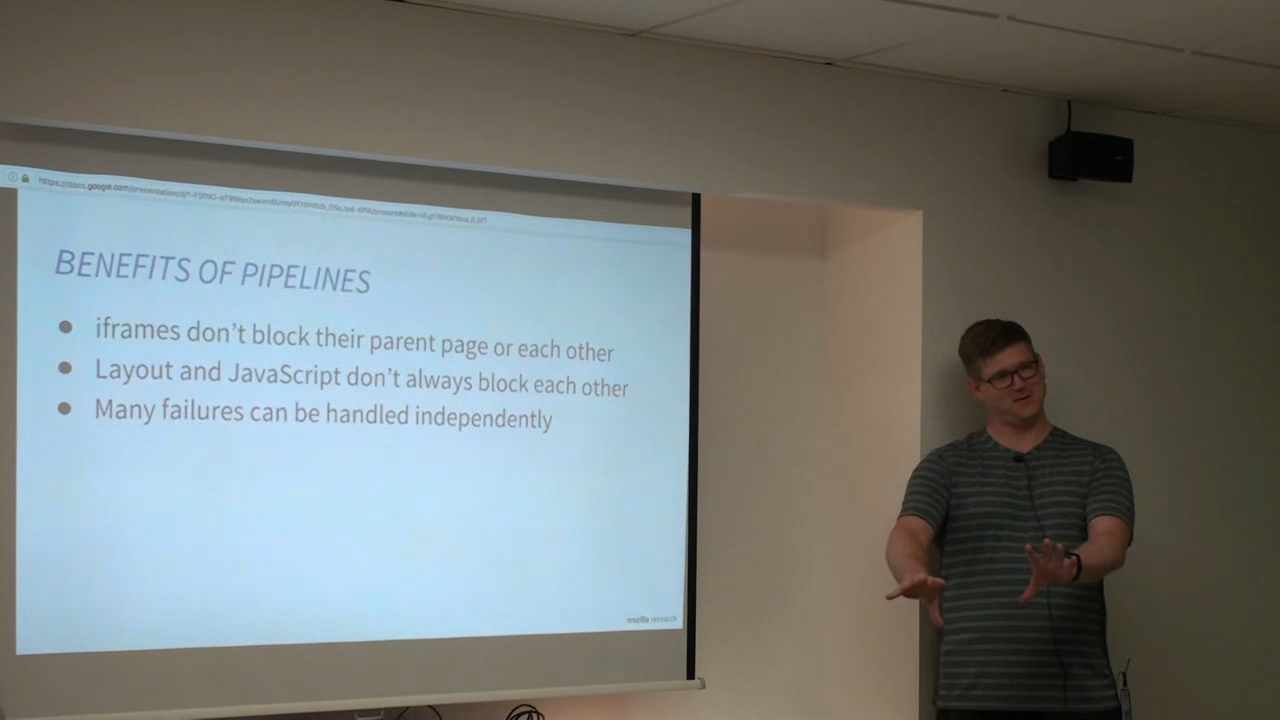 BENEFITS OF PIPELINES
● iframes don't block their parent page or each other
● Layout and JavaScript don't always block each other
● Many failures can be handled independently
mozilla research